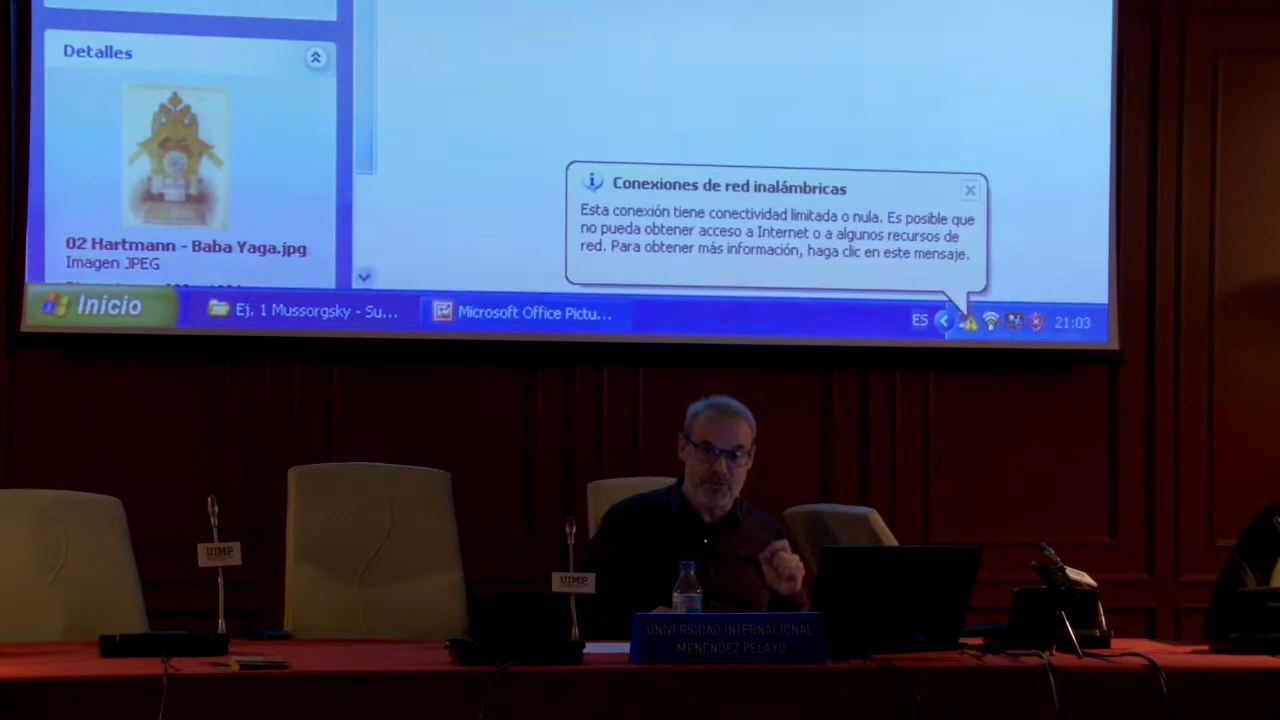 Detalles
02 Hartmann - Baba Yaga.jpg
Imagen JPEG
Conexiones de red inalámbricas
Esta conexión tiene conectividad limitada o nula. Es posible que
no pueda obtener acceso a Internet o a algunos recursos de
red. Para obtener más información, haga clic en este mensaje.
Inicio
Ej. 1 Mussorgsky - Su...
Microsoft Office Pictu...
ES
21:03
UIMP
UIMP
UNIVERSIDAD INTERNACIONAL
MENÉNDEZ PELAYO